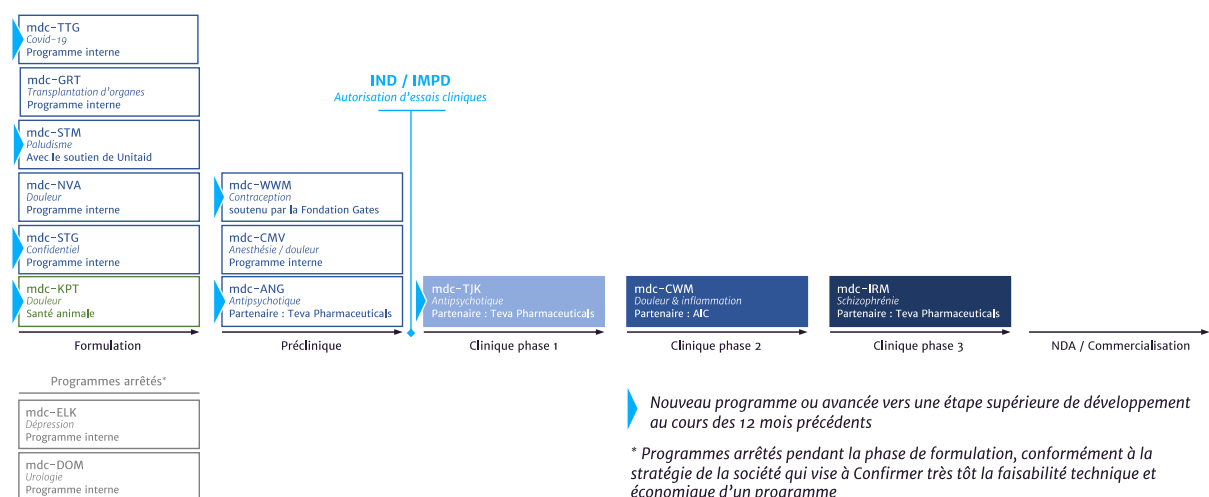 mdc-TTG
Covid-19
Programme interne
mdc-GRT
Transplantation d'organes
Programme interne
mdc-STM
Paludisme
Avec le soutien de Unitaid
mdc-NVA
Douleur
Programme interne
mdc-STG
Confidentiel
Programme interne
mdc-KPT
Douleur
Santé animale
Formulation
IND / IMPD
Autorisation d'essais cliniques
mdc-WWM
Contraception
soutenu par la Fondation Gates
mdc-CMV
Anesthésie / douleur
Programme interne
mdc-ANG
Antipsychotique
Partenaire : Teva Pharmaceuticals
Préclinique
mdc-TJK
Antipsychotique
Partenaire : Teva Pharmaceuticals
Clinique phase 1
mdc-CWM
Douleur & inflammation
Partenaire : AIC
Clinique phase 2
mdc-IRM
Schizophrénie
Partenaire : Teva Pharmaceuticals
Clinique phase 3
NDA / Commercialisation
Programmes arrêtés*
mdc-ELK
Dépression
Programme interne
mdc-DOM
Urologie
Programme interne
Nouveau programme ou avancée vers une étape supérieure de développement
au cours des 12 mois précédents
* Programmes arrêtés pendant la phase de formulation, conformément à la
stratégie de la société qui vise à Confirmer très tôt la faisabilité technique et
économique d'un programme